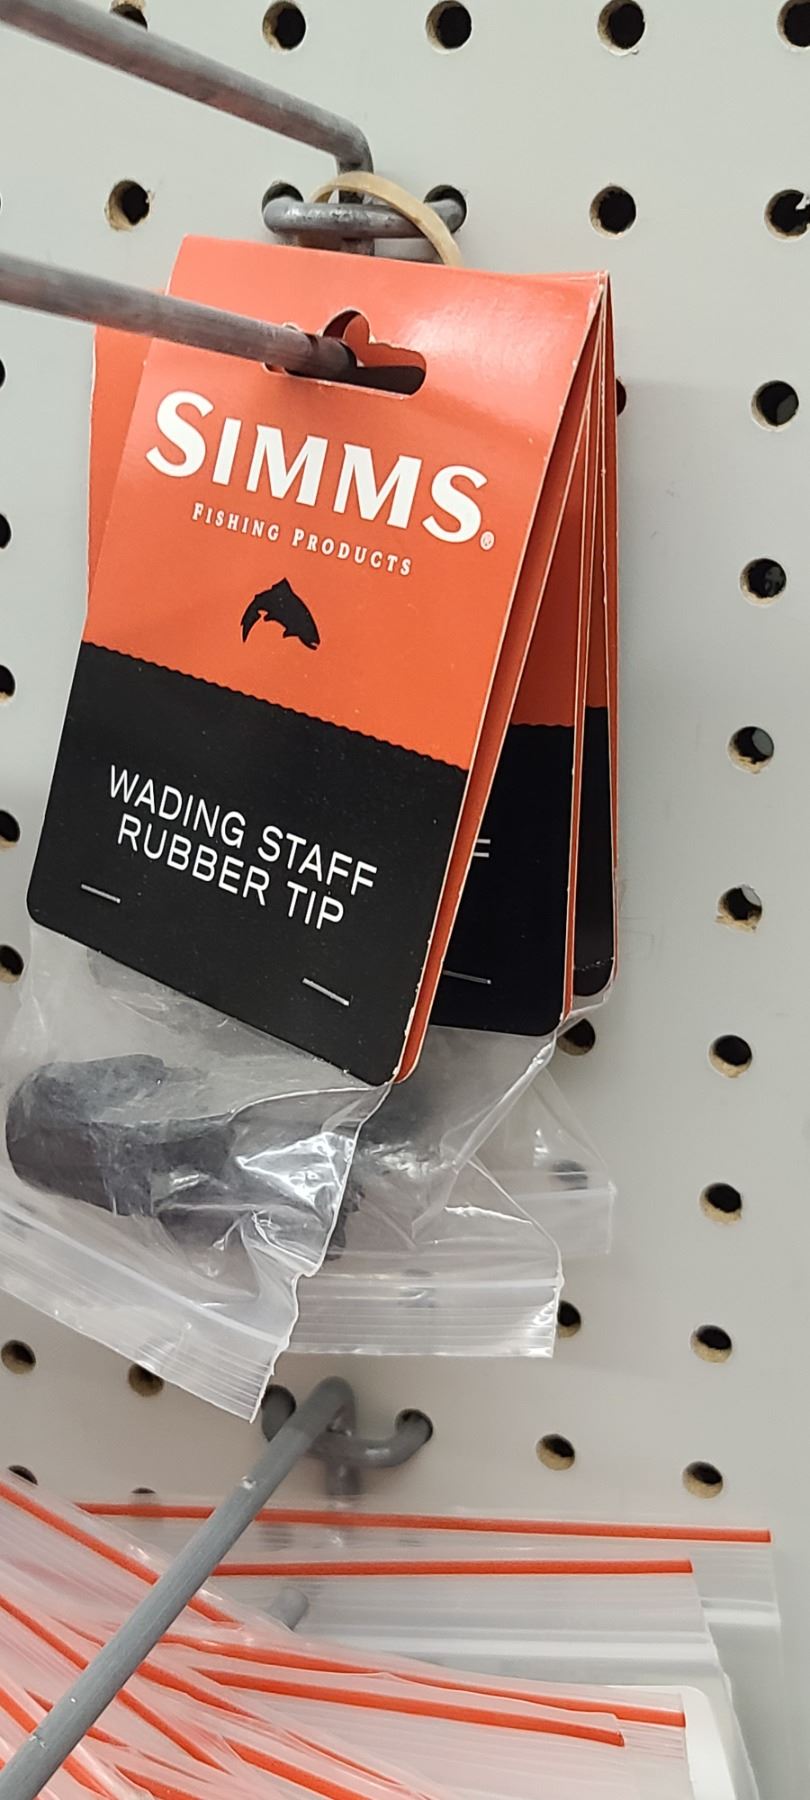 SIMMS®
FISHING PRODUCTS
WADING STAFF
RUBBER TIP
F